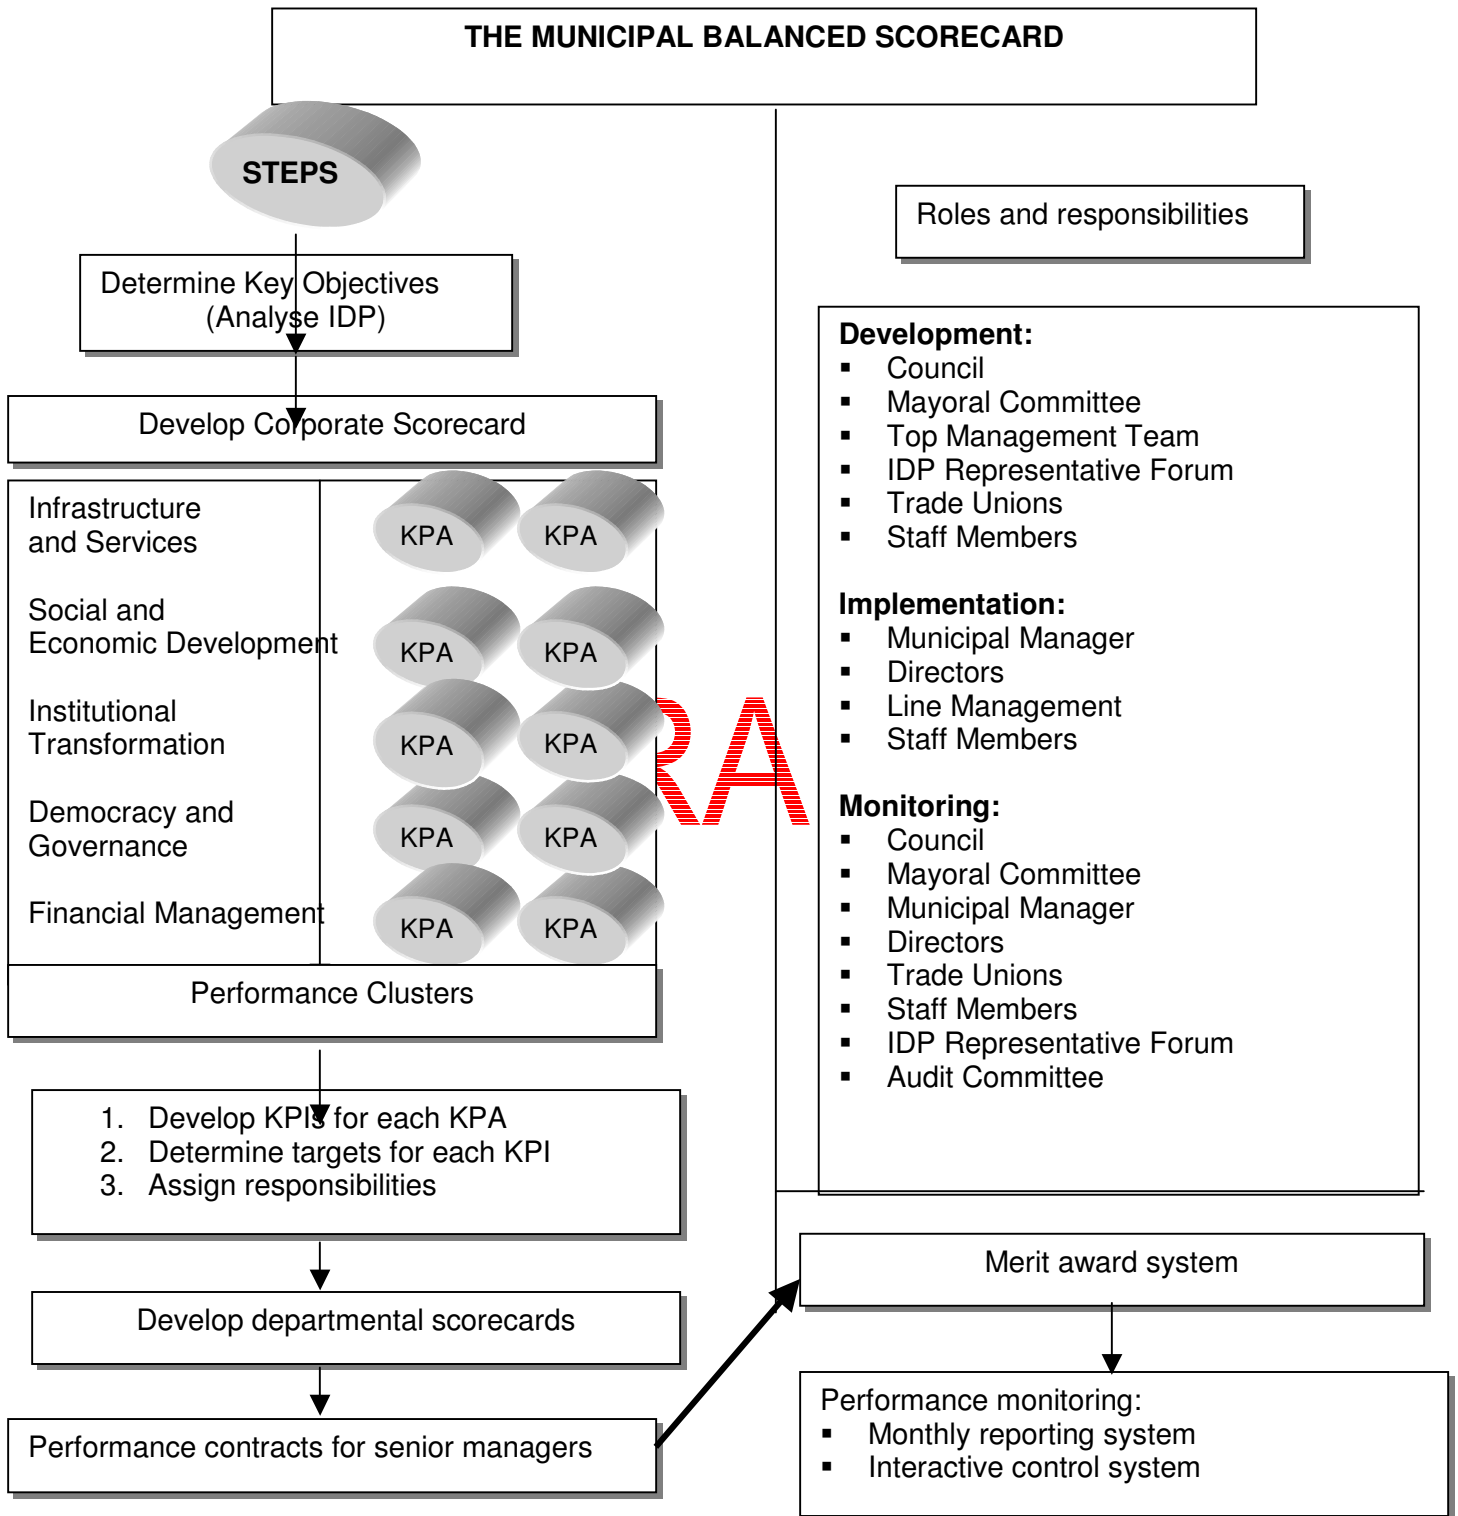 THE MUNICIPAL BALANCED SCORECARD
STEPS
Determine Key Objectives
(Analyse IDP)
Develop Corporate Scorecard
Infrastructure
and Services
KPA KPA
Social and
Economic Development
KPA KPA
Institutional
Transformation
KPA KPA
Democracy and
Governance
KPA KPA
Financial Management
KPA KPA
Performance Clusters
1. Develop KPIs for each KPA
2. Determine targets for each KPI
3. Assign responsibilities
Develop departmental scorecards
Performance contracts for senior managers
RA
Roles and responsibilities
Development:
▪ Council
▪ Mayoral Committee
▪ Top Management Team
▪ IDP Representative Forum
▪ Trade Unions
▪ Staff Members
Implementation:
▪ Municipal Manager
▪ Directors
▪ Line Management
▪ Staff Members
Monitoring:
▪ Council
▪ Mayoral Committee
▪ Municipal Manager
▪ Directors
▪ Trade Unions
▪ Staff Members
▪ IDP Representative Forum
▪ Audit Committee
Merit award system
Performance monitoring:
▪ Monthly reporting system
▪ Interactive control system